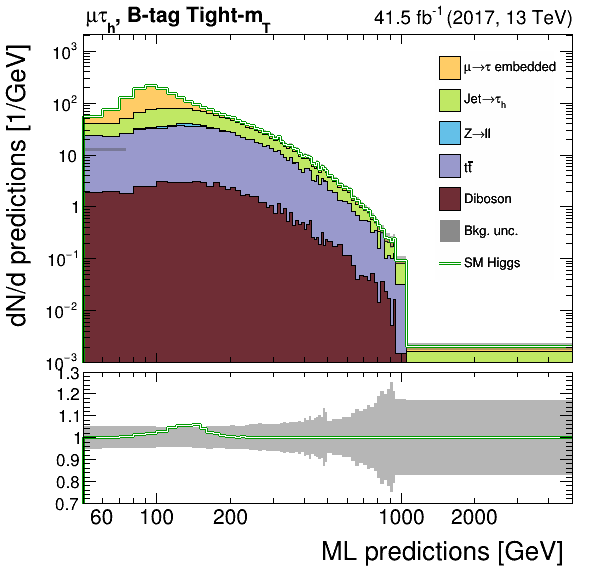 μτh, B-tag Tight-mT
41.5 fb⁻¹ (2017, 13 TeV)
dN/d predictions [1/GeV]
10³
10²
10
1
10⁻¹
10⁻²
10⁻³
μ→τ embedded
Jet→τh
Z→ll
tt̄
Diboson
Bkg. unc.
SM Higgs
1.3
1.2
1.1
1
0.9
0.8
0.7
60 100 200 1000 2000
ML predictions [GeV]